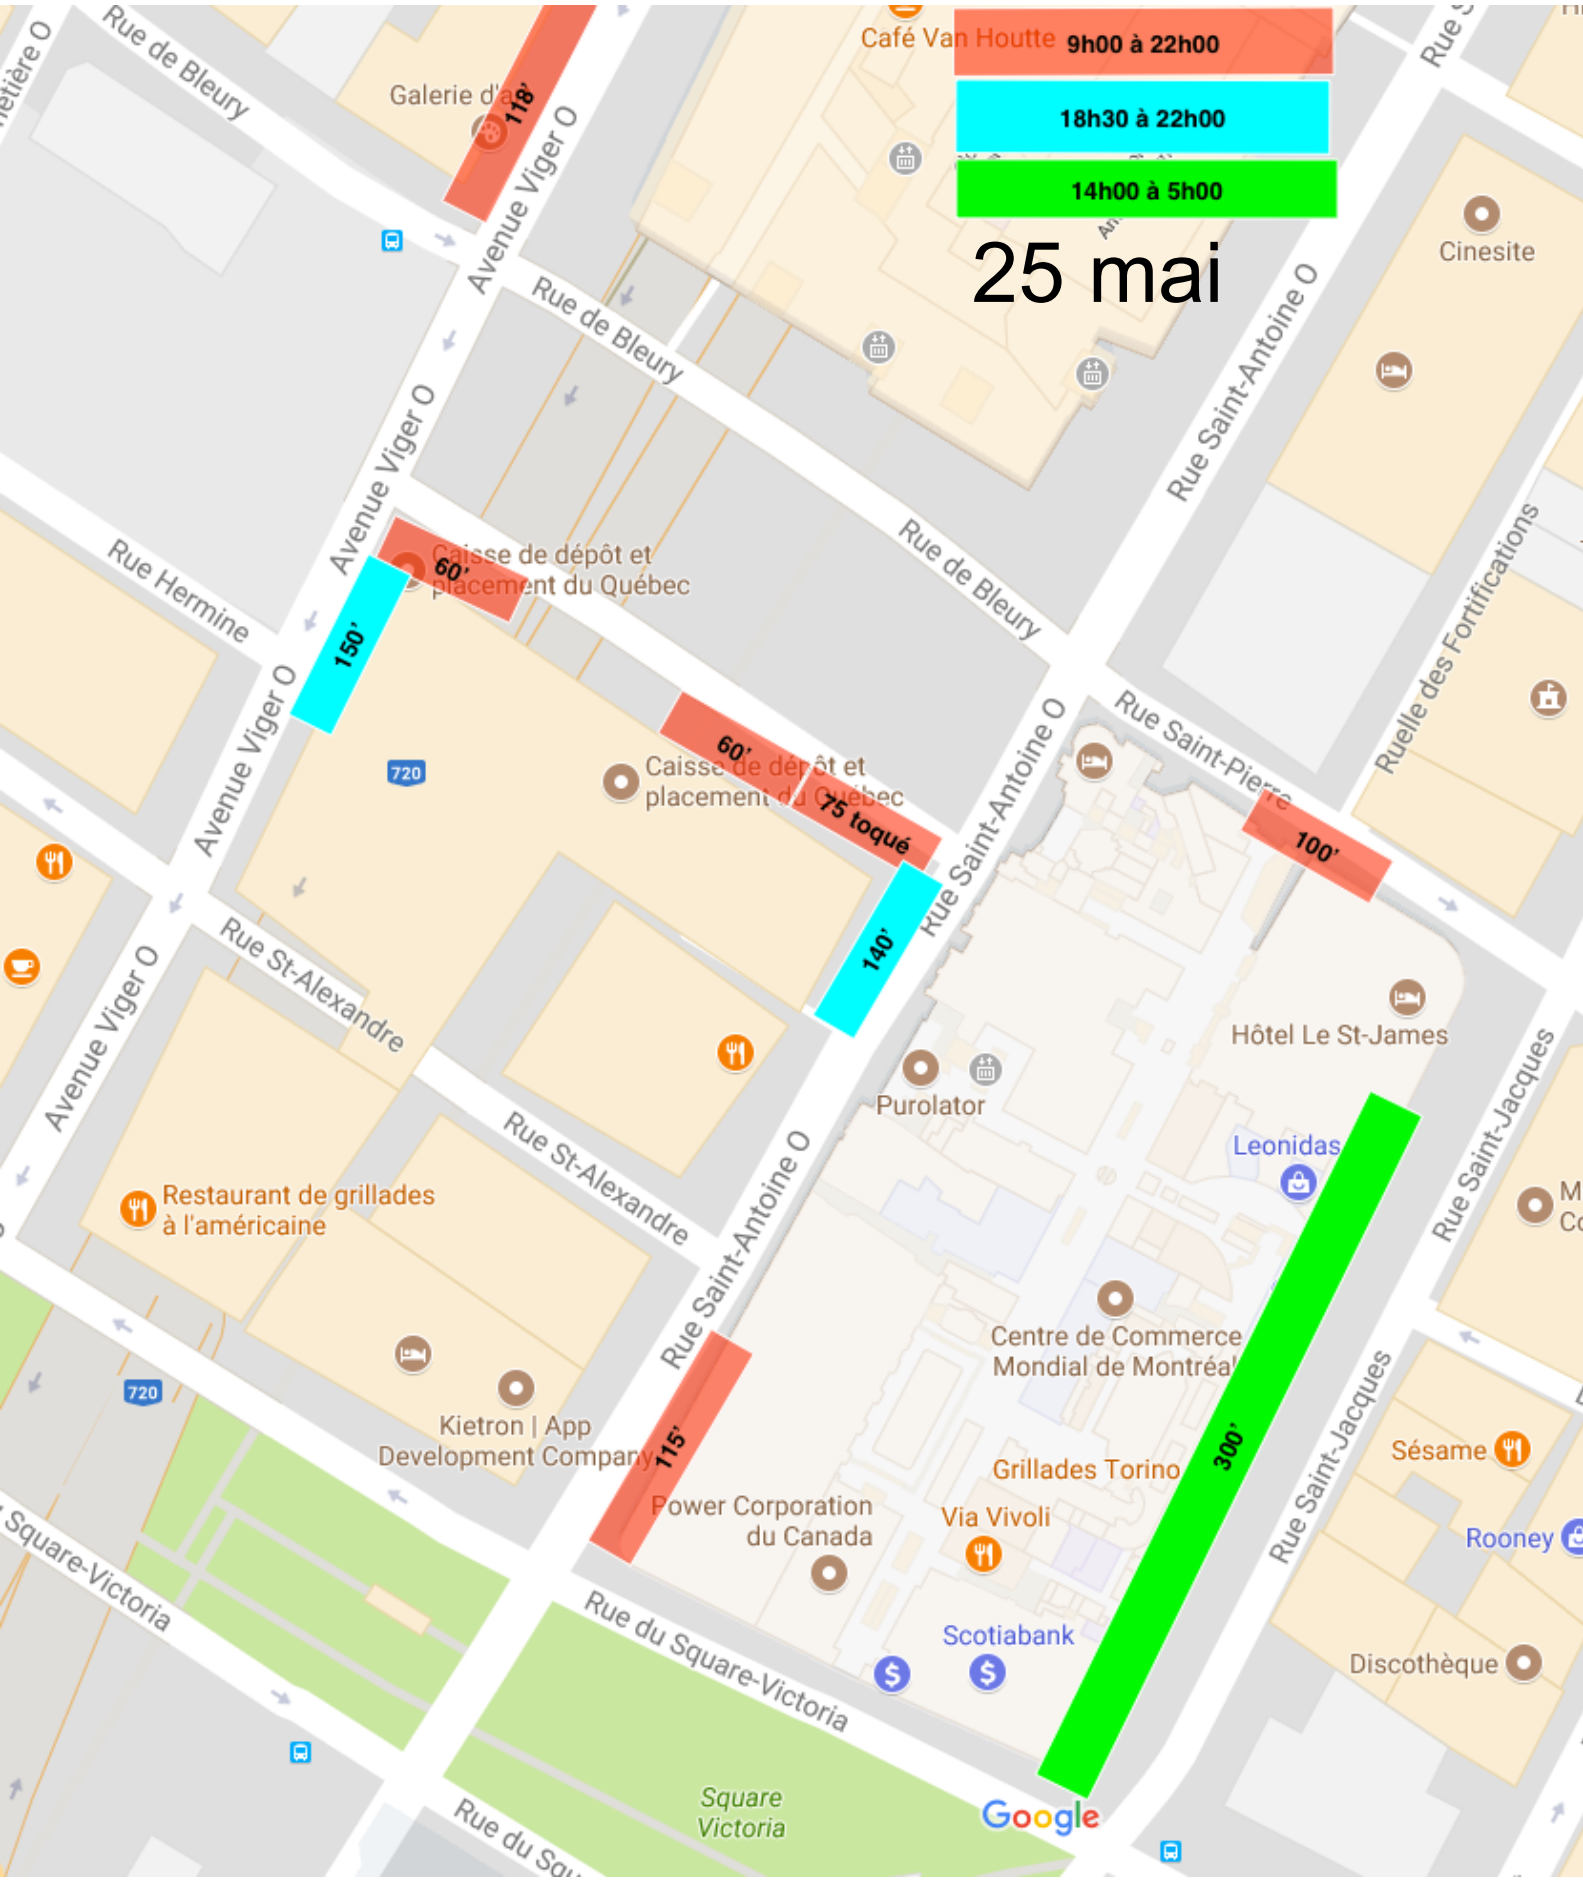 Rue de Bleury
Café Van Houtte
9h00 à 22h00
18h30 à 22h00
14h00 à 5h00
25 mai
Galerie d'a
118'
Avenue Viger O
Cinesite
Rue de Bleury
Rue Saint-Antoine O
Avenue Viger O
Caisse de dépôt et
placement du Québec
60'
Rue Hermine
150'
Rue de Bleury
Ruelle des Fortifications
Avenue Viger O
720
60'
Caisse de dépôt et
placement du Québec
75 toqué
Rue Saint-Antoine O
Rue Saint-Pierre
100'
140'
Rue St-Alexandre
Avenue Viger O
Hôtel Le St-James
Purolator
Rue St-Alexandre
Leonidas
Rue Saint-Jacques
Restaurant de grillades
à l'américaine
Rue Saint-Antoine O
Centre de Commerce
Mondial de Montréal
720
Kietron | App
Development Company
115'
300'
Rue Saint-Jacques
Sésame
Grillades Torino
Power Corporation
du Canada
Via Vivoli
Rooney
Square-Victoria
Rue du Square-Victoria
Scotiabank
Discothèque
Square
Victoria
Google
Rue du Squ